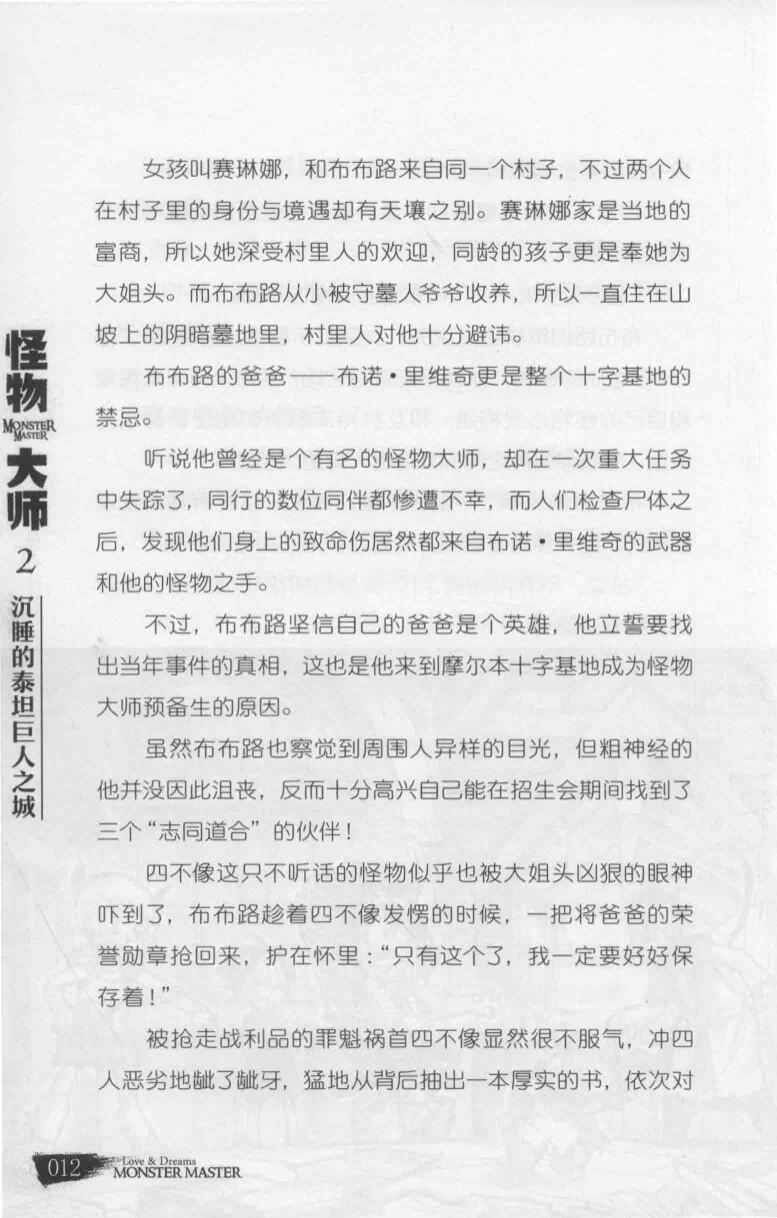 女孩叫赛琳娜，和布布路来自同一个村子，不过两个人
在村子里的身份与境遇却有天壤之别。赛琳娜家是当地的
富商，所以她深受村里人的欢迎，同龄的孩子更是奉她为
大姐头。而布布路从小被守墓人爷爷收养，所以一直住在山
坡上的阴暗墓地里，村里人对他十分避讳。
布布路的爸爸——布诺·里维奇更是整个十字基地的
禁忌。
听说他曾经是个有名的怪物大师，却在一次重大任务
中失踪了，同行的数位同伴都惨遭不幸，而人们检查尸体之
后，发现他们身上的致命伤居然都来自布诺·里维奇的武器
和他的怪物之手。
不过，布布路坚信自己的爸爸是个英雄，他立誓要找
出当年事件的真相，这也是他来到摩尔本十字基地成为怪物
大师预备生的原因。
虽然布布路也察觉到周围人异样的目光，但粗神经的
他并没因此沮丧，反而十分高兴自己能在招生会期间找到了
三个“志同道合”的伙伴！
四不像这只不听话的怪物似乎也被大姐头凶狠的眼神
吓到了，布布路趁着四不像发愣的时候，一把将爸爸的荣
誉勋章抢回来，护在怀里：“只有这个了，我一定要好好保
存着！”
被抢走战利品的罪魁祸首四不像显然很不服气，冲四
人恶劣地龇了龇牙，猛地从背后抽出一本厚实的书，依次对
怪物
MONSTER
MASTER
大师
2
沉睡的泰坦巨人之城
012
Love & Dreams
MONSTER MASTER